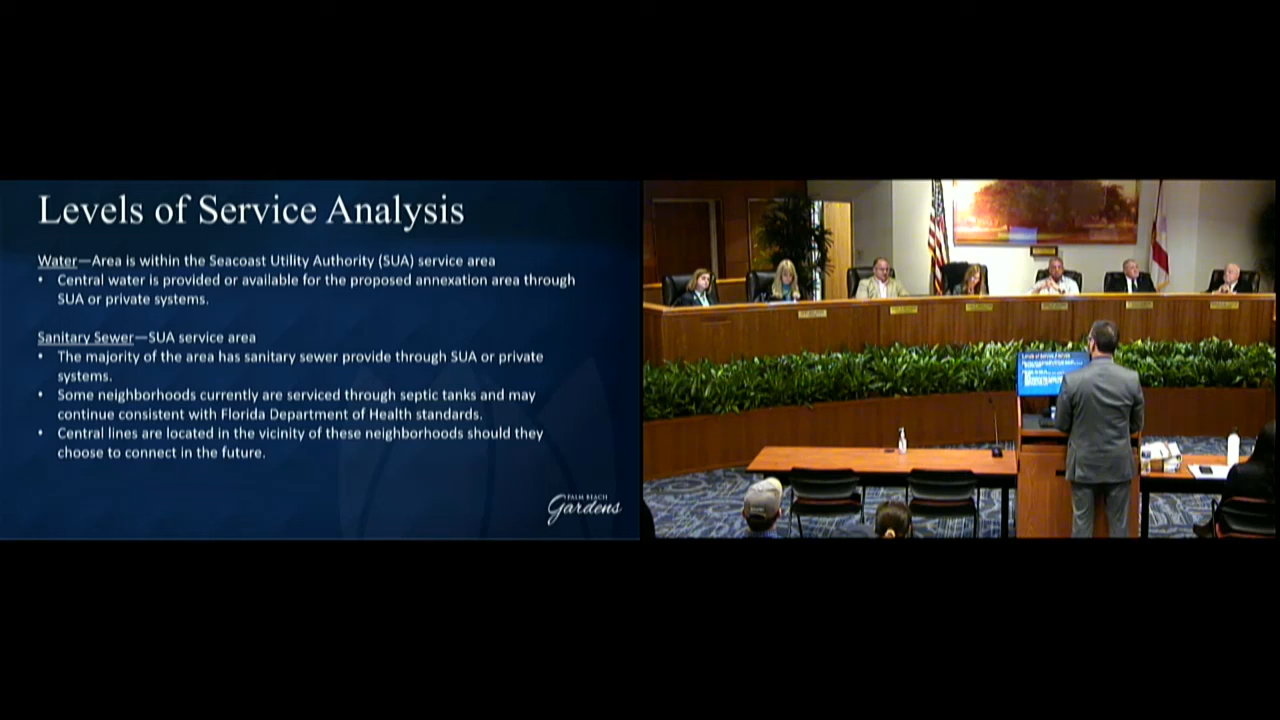 Levels of Service Analysis
Water—Area is within the Seacoast Utility Authority (SUA) service area
• Central water is provided or available for the proposed annexation area through
SUA or private systems.
Sanitary Sewer—SUA service area
• The majority of the area has sanitary sewer provide through SUA or private
systems.
• Some neighborhoods currently are serviced through septic tanks and may
continue consistent with Florida Department of Health standards.
• Central lines are located in the vicinity of these neighborhoods should they
choose to connect in the future.
PALM BEACH
Gardens